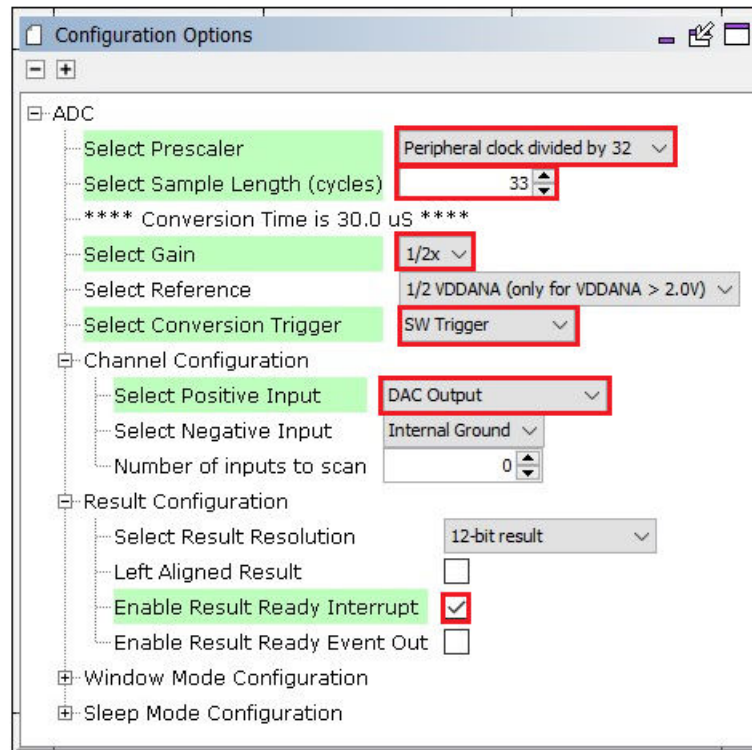 Configuration Options
ADC
Select Prescaler Peripheral clock divided by 32
Select Sample Length (cycles) 33
**** Conversion Time is 30.0 uS ****
Select Gain 1/2x
Select Reference 1/2 VDDANA (only for VDDANA > 2.0V)
Select Conversion Trigger SW Trigger
Channel Configuration
Select Positive Input DAC Output
Select Negative Input Internal Ground
Number of inputs to scan 0
Result Configuration
Select Result Resolution 12-bit result
Left Aligned Result
Enable Result Ready Interrupt
Enable Result Ready Event Out
Window Mode Configuration
Sleep Mode Configuration